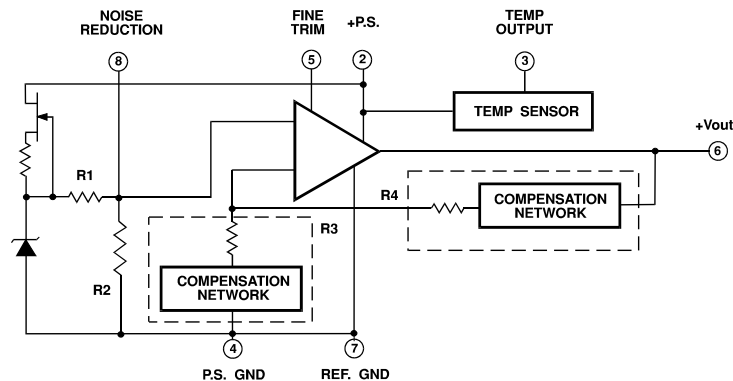 NOISE
REDUCTION
8
FINE
TRIM
5
+P.S.
2
TEMP
OUTPUT
3
TEMP SENSOR
+Vout
6
R1
R2
R3
R4
COMPENSATION
NETWORK
COMPENSATION
NETWORK
4
P.S. GND
7
REF. GND